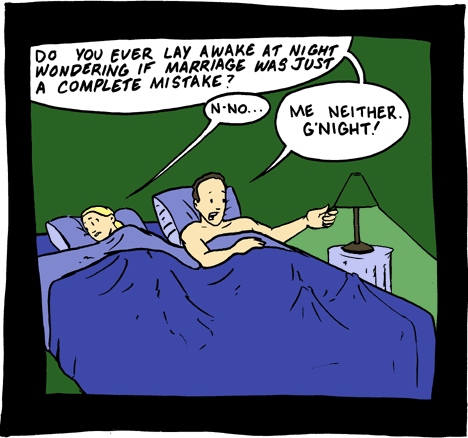 DO YOU EVER LAY AWAKE AT NIGHT
WONDERING IF MARRIAGE WAS JUST
A COMPLETE MISTAKE?
N-NO...
ME NEITHER.
G'NIGHT!